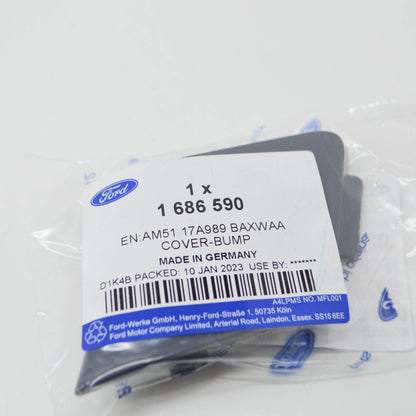 Ford
1 x
1 686 590
EN:AM51 17A989 BAXWAA
COVER-BUMP
MADE IN GERMANY
D1K4B PACKED: 10 JAN 2023 USE BY: *******
A4LPMS NO. MFL001
Ford-Werke GmbH, Henry-Ford-Straße 1, 50735 Köln
Ford Motor Company Limited, Arterial Road, Laindon, Essex. SS15 6EE